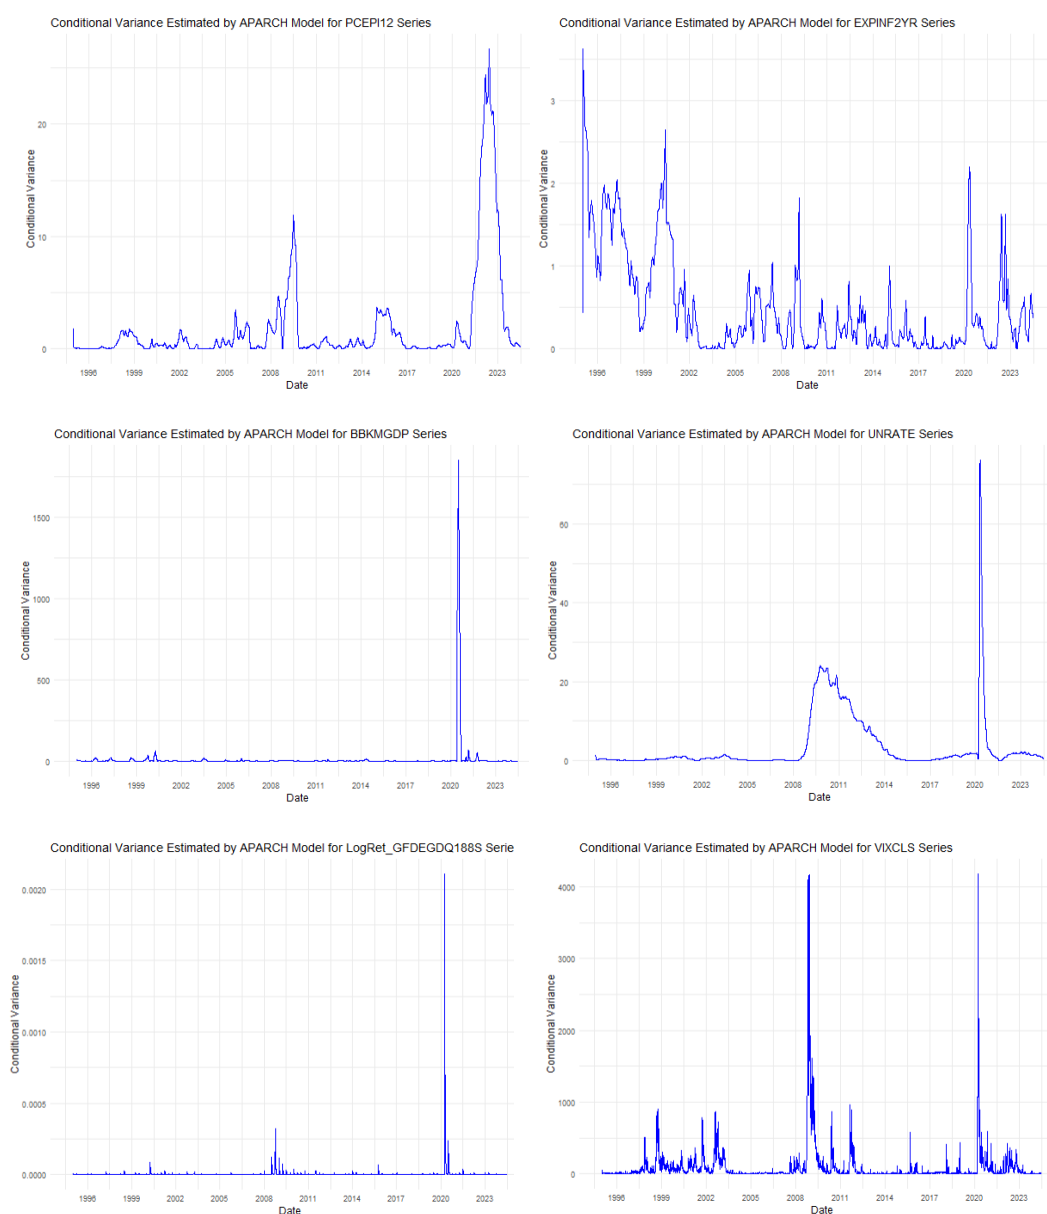 Conditional Variance Estimated by APARCH Model for PCEPI12 Series
Conditional Variance
20
10
0
1996 1999 2002 2005 2008 2011 2014 2017 2020 2023
Date
Conditional Variance Estimated by APARCH Model for EXPINF2YR Series
Conditional Variance
3
2
1
0
1996 1999 2002 2005 2008 2011 2014 2017 2020 2023
Date
Conditional Variance Estimated by APARCH Model for BBKMGDP Series
Conditional Variance
1500
1000
500
0
1996 1999 2002 2005 2008 2011 2014 2017 2020 2023
Date
Conditional Variance Estimated by APARCH Model for UNRATE Series
Conditional Variance
60
40
20
0
1996 1999 2002 2005 2008 2011 2014 2017 2020 2023
Date
Conditional Variance Estimated by APARCH Model for LogRet_GFDEGDQ188S Serie
Conditional Variance
0.0020
0.0015
0.0010
0.0005
0.0000
1996 1999 2002 2005 2008 2011 2014 2017 2020 2023
Date
Conditional Variance Estimated by APARCH Model for VIXCLS Series
Conditional Variance
4000
3000
2000
1000
0
1996 1999 2002 2005 2008 2011 2014 2017 2020 2023
Date